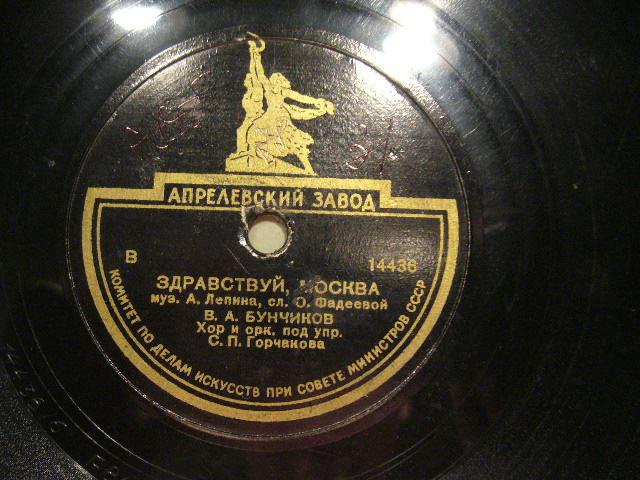 АПРЕЛЕВСКИЙ ЗАВОД
В 14436
ЗДРАВСТВУЙ, МОСКВА
муз. А. Лепина, сл. О. Фадеевой
В. А. БУНЧИКОВ
Хор и орк. под упр.
С. П. Горчакова
КОМИТЕТ ПО ДЕЛАМ ИСКУССТВ ПРИ СОВЕТЕ МИНИСТРОВ СССР